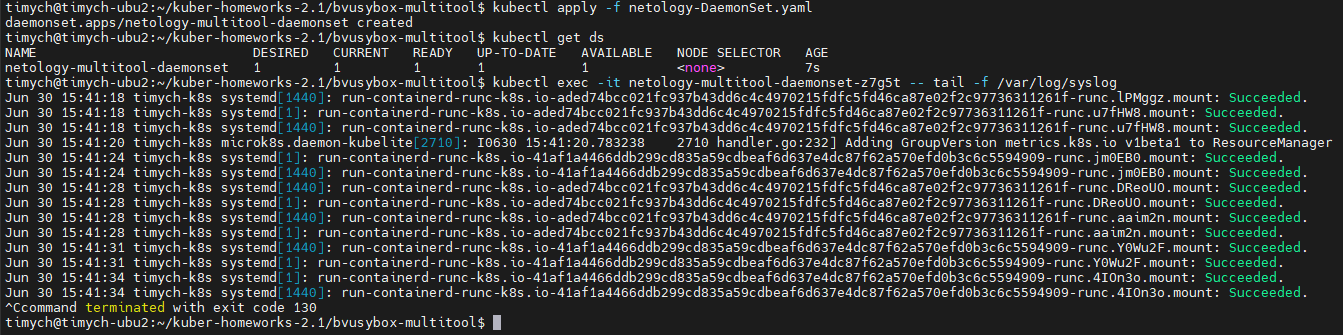 timych@timych-ubu2:~/kuber-homeworks-2.1/bvusybox-multitool$ kubectl apply -f netology-DaemonSet.yaml
daemonset.apps/netology-multitool-daemonset created
timych@timych-ubu2:~/kuber-homeworks-2.1/bvusybox-multitool$ kubectl get ds
NAME DESIRED CURRENT READY UP-TO-DATE AVAILABLE NODE SELECTOR AGE
netology-multitool-daemonset 1 1 1 1 1 <none> 7s
timych@timych-ubu2:~/kuber-homeworks-2.1/bvusybox-multitool$ kubectl exec -it netology-multitool-daemonset-z7g5t -- tail -f /var/log/syslog
Jun 30 15:41:18 timych-k8s systemd[1440]: run-containerd-runc-k8s.io-aded74bcc021fc937b43dd6c4c4970215fdfc5fd46ca87e02f2c97736311261f-runc.lPMggz.mount: Succeeded.
Jun 30 15:41:18 timych-k8s systemd[1]: run-containerd-runc-k8s.io-aded74bcc021fc937b43dd6c4c4970215fdfc5fd46ca87e02f2c97736311261f-runc.u7fHW8.mount: Succeeded.
Jun 30 15:41:18 timych-k8s systemd[1440]: run-containerd-runc-k8s.io-aded74bcc021fc937b43dd6c4c4970215fdfc5fd46ca87e02f2c97736311261f-runc.u7fHW8.mount: Succeeded.
Jun 30 15:41:20 timych-k8s microk8s.daemon-kubelite[2710]: I0630 15:41:20.783238 2710 handler.go:232] Adding GroupVersion metrics.k8s.io v1beta1 to ResourceManager
Jun 30 15:41:24 timych-k8s systemd[1]: run-containerd-runc-k8s.io-41af1a4466ddb299cd835a59cdbeaf6d637e4dc87f62a570efd0b3c6c5594909-runc.jm0EB0.mount: Succeeded.
Jun 30 15:41:24 timych-k8s systemd[1440]: run-containerd-runc-k8s.io-41af1a4466ddb299cd835a59cdbeaf6d637e4dc87f62a570efd0b3c6c5594909-runc.jm0EB0.mount: Succeeded.
Jun 30 15:41:28 timych-k8s systemd[1440]: run-containerd-runc-k8s.io-aded74bcc021fc937b43dd6c4c4970215fdfc5fd46ca87e02f2c97736311261f-runc.DReoUO.mount: Succeeded.
Jun 30 15:41:28 timych-k8s systemd[1]: run-containerd-runc-k8s.io-aded74bcc021fc937b43dd6c4c4970215fdfc5fd46ca87e02f2c97736311261f-runc.DReoUO.mount: Succeeded.
Jun 30 15:41:28 timych-k8s systemd[1440]: run-containerd-runc-k8s.io-aded74bcc021fc937b43dd6c4c4970215fdfc5fd46ca87e02f2c97736311261f-runc.aaim2n.mount: Succeeded.
Jun 30 15:41:28 timych-k8s systemd[1]: run-containerd-runc-k8s.io-aded74bcc021fc937b43dd6c4c4970215fdfc5fd46ca87e02f2c97736311261f-runc.aaim2n.mount: Succeeded.
Jun 30 15:41:31 timych-k8s systemd[1440]: run-containerd-runc-k8s.io-41af1a4466ddb299cd835a59cdbeaf6d637e4dc87f62a570efd0b3c6c5594909-runc.Y0Wu2F.mount: Succeeded.
Jun 30 15:41:31 timych-k8s systemd[1]: run-containerd-runc-k8s.io-41af1a4466ddb299cd835a59cdbeaf6d637e4dc87f62a570efd0b3c6c5594909-runc.Y0Wu2F.mount: Succeeded.
Jun 30 15:41:34 timych-k8s systemd[1]: run-containerd-runc-k8s.io-41af1a4466ddb299cd835a59cdbeaf6d637e4dc87f62a570efd0b3c6c5594909-runc.4IOn3o.mount: Succeeded.
Jun 30 15:41:34 timych-k8s systemd[1440]: run-containerd-runc-k8s.io-41af1a4466ddb299cd835a59cdbeaf6d637e4dc87f62a570efd0b3c6c5594909-runc.4IOn3o.mount: Succeeded.
^Ccommand terminated with exit code 130
timych@timych-ubu2:~/kuber-homeworks-2.1/bvusybox-multitool$